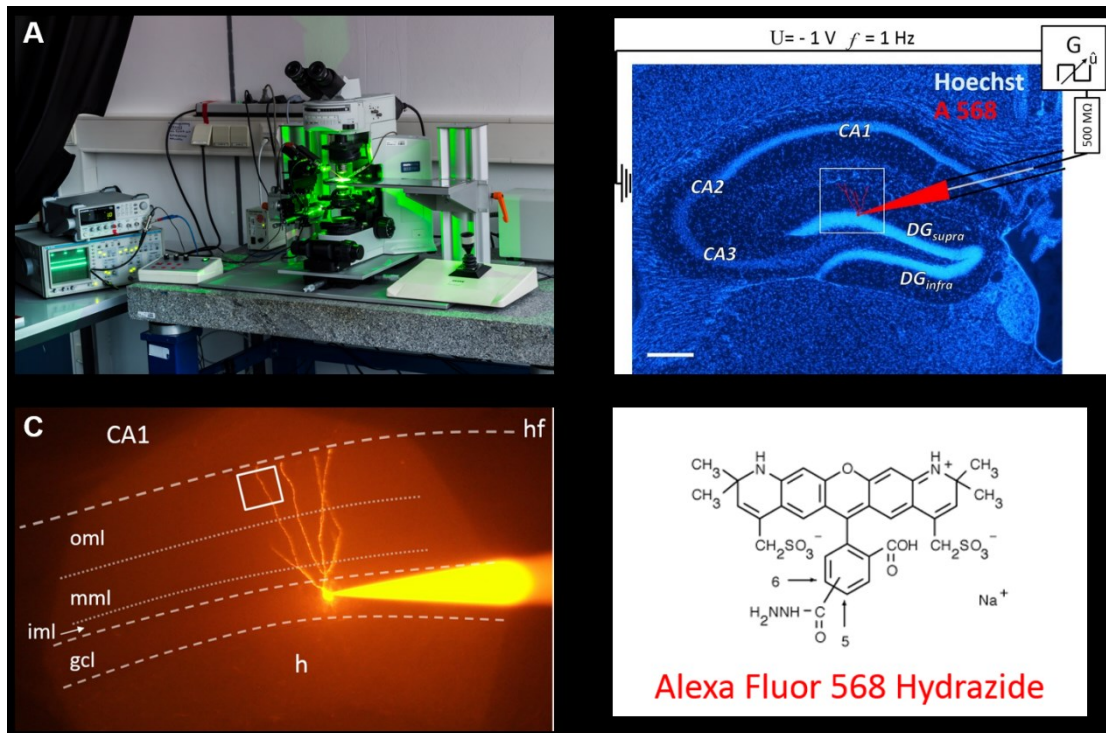 A
U= - 1 V  f = 1 Hz
G
û
500 MΩ
Hoechst
A 568
CA1
CA2
CA3
DGsupra
DGinfra
C
CA1
hf
oml
mml
iml
gcl
h
H
N
O
H
N+
CH3
CH3
CH3
CH3
CH2SO3−
COH
O
CH2SO3−
6
H2NNH
C
O
5
Na+
Alexa Fluor 568 Hydrazide